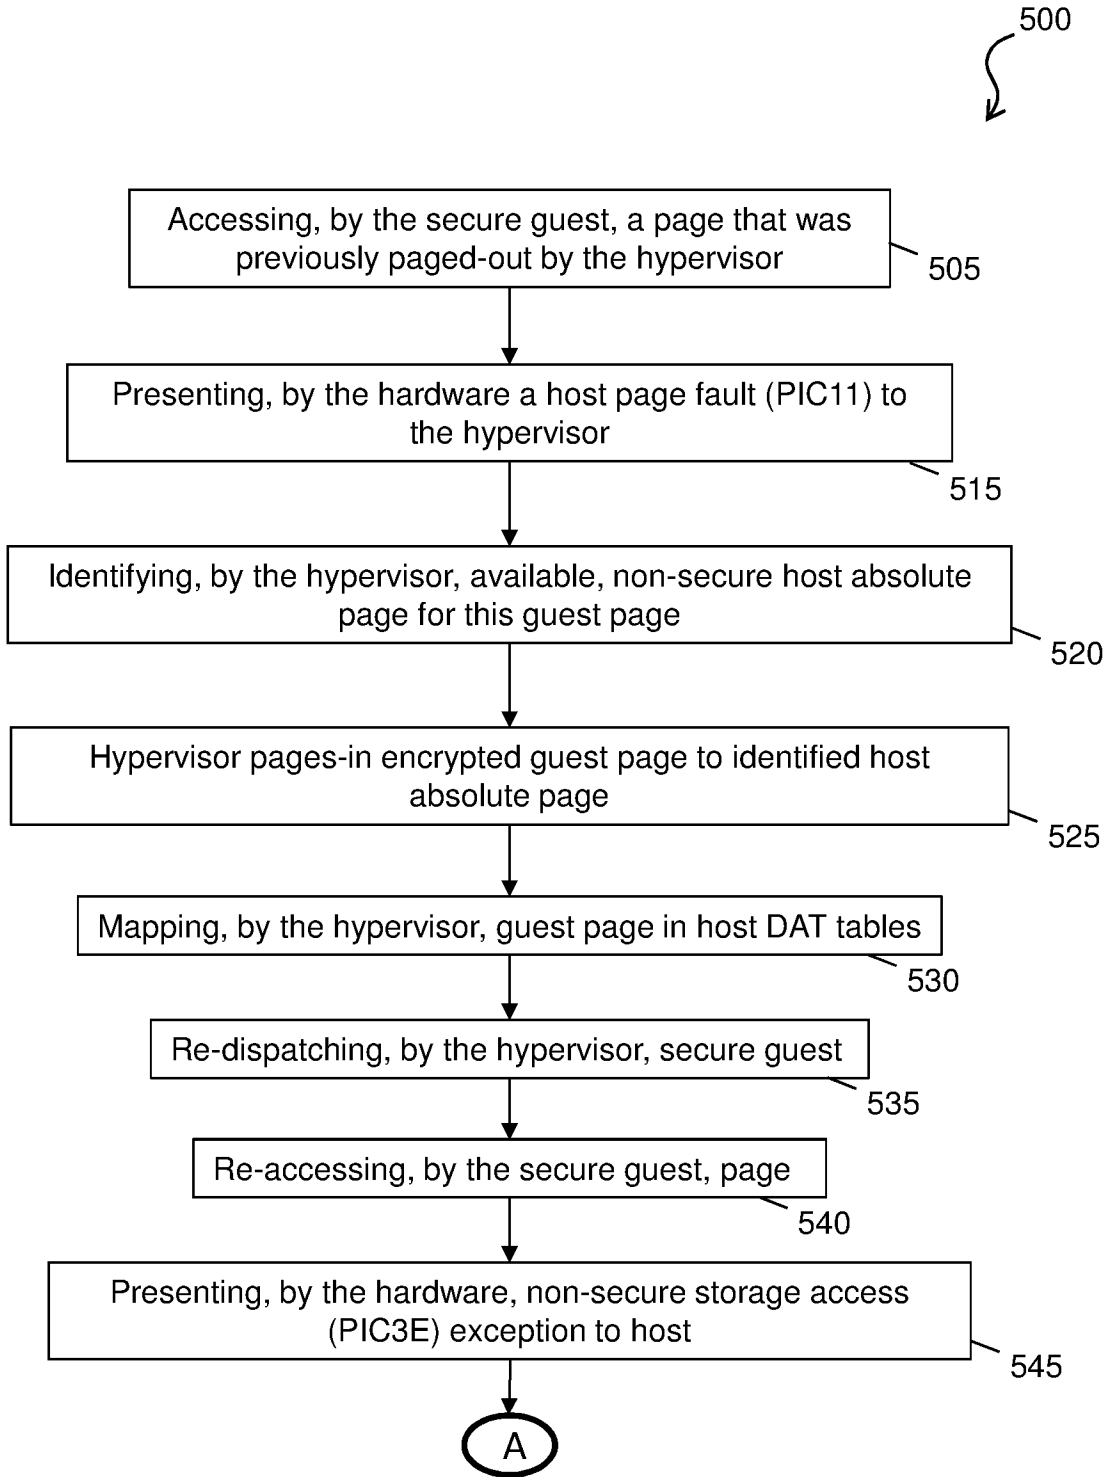 500
Accessing, by the secure guest, a page that was
previously paged-out by the hypervisor
505
Presenting, by the hardware a host page fault (PIC11) to
the hypervisor
515
Identifying, by the hypervisor, available, non-secure host absolute
page for this guest page
520
Hypervisor pages-in encrypted guest page to identified host
absolute page
525
Mapping, by the hypervisor, guest page in host DAT tables
530
Re-dispatching, by the hypervisor, secure guest
535
Re-accessing, by the secure guest, page
540
Presenting, by the hardware, non-secure storage access
(PIC3E) exception to host
545
A